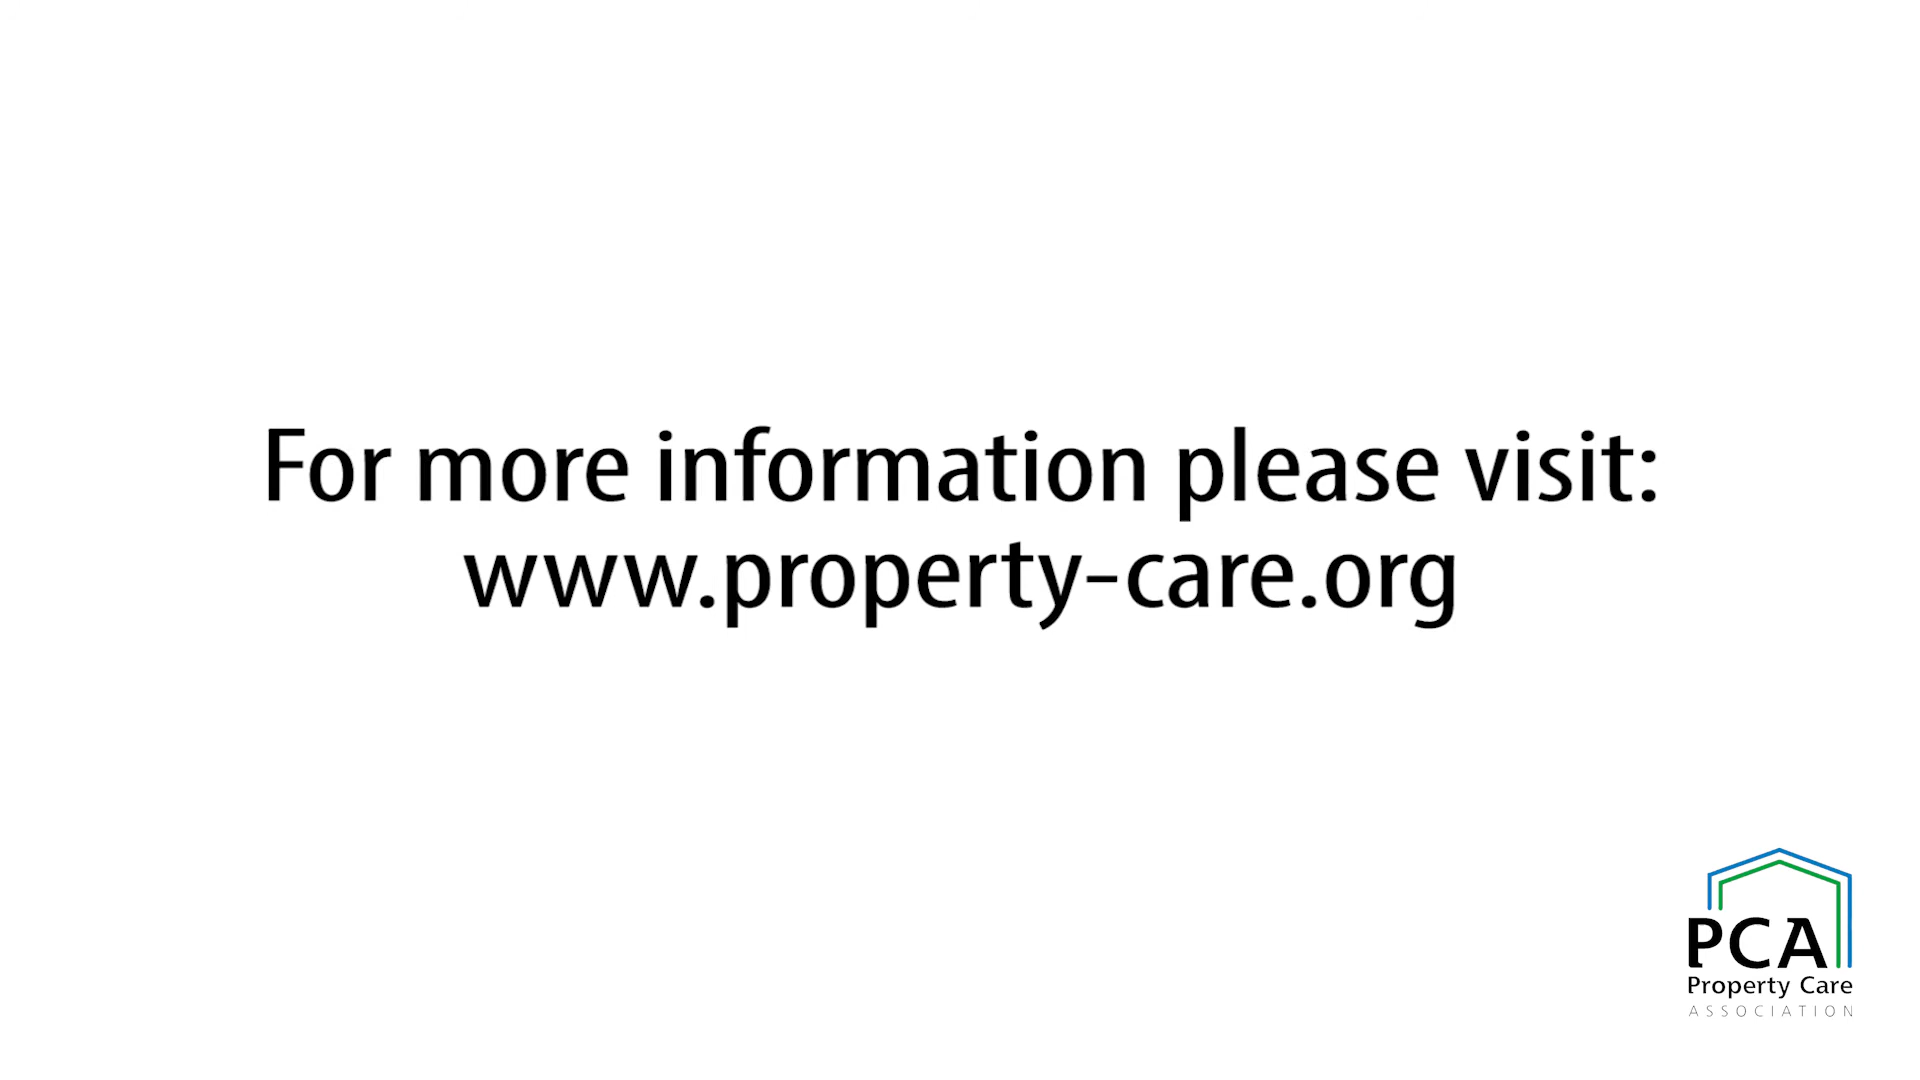 For more information please visit:
www.property-care.org
PCA
Property Care
ASSOCIATION